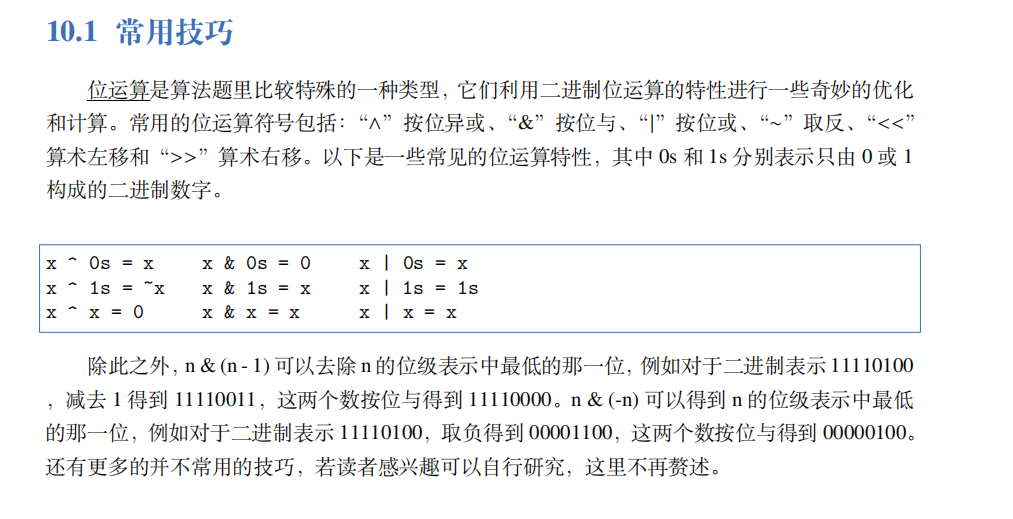 10.1 常用技巧
位运算是算法题里比较特殊的一种类型，它们利用二进制位运算的特性进行一些奇妙的优化
和计算。常用的位运算符号包括：“∧”按位异或、“&”按位与、“|”按位或、“∼”取反、“<<”
算术左移和“>>”算术右移。以下是一些常见的位运算特性，其中 0s 和 1s 分别表示只由 0 或 1
构成的二进制数字。
x ^ 0s = x x & 0s = 0 x | 0s = x
x ^ 1s = ~x x & 1s = x x | 1s = 1s
x ^ x = 0 x & x = x x | x = x
除此之外，n & (n - 1) 可以去除 n 的位级表示中最低的那一位，例如对于二进制表示 11110100
，减去 1 得到 11110011，这两个数按位与得到 11110000。n & (-n) 可以得到 n 的位级表示中最低
的那一位，例如对于二进制表示 11110100，取负得到 00001100，这两个数按位与得到 00000100。
还有更多的并不常用的技巧，若读者感兴趣可以自行研究，这里不再赘述。